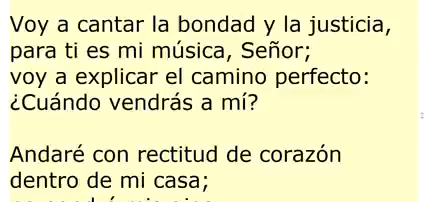 Voy a cantar la bondad y la justicia,
para ti es mi música, Señor;
voy a explicar el camino perfecto:
¿Cuándo vendrás a mí?
Andaré con rectitud de corazón
dentro de mi casa;